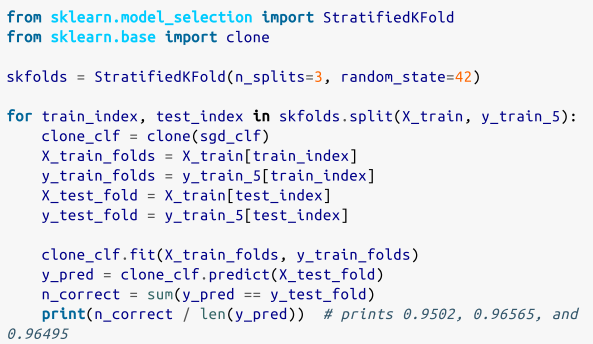 from sklearn.model_selection import StratifiedKFold
from sklearn.base import clone

skfolds = StratifiedKFold(n_splits=3, random_state=42)

for train_index, test_index in skfolds.split(X_train, y_train_5):
    clone_clf = clone(sgd_clf)
    X_train_folds = X_train[train_index]
    y_train_folds = y_train_5[train_index]
    X_test_fold = X_train[test_index]
    y_test_fold = y_train_5[test_index]

    clone_clf.fit(X_train_folds, y_train_folds)
    y_pred = clone_clf.predict(X_test_fold)
    n_correct = sum(y_pred == y_test_fold)
    print(n_correct / len(y_pred))  # prints 0.9502, 0.96565, and
0.96495